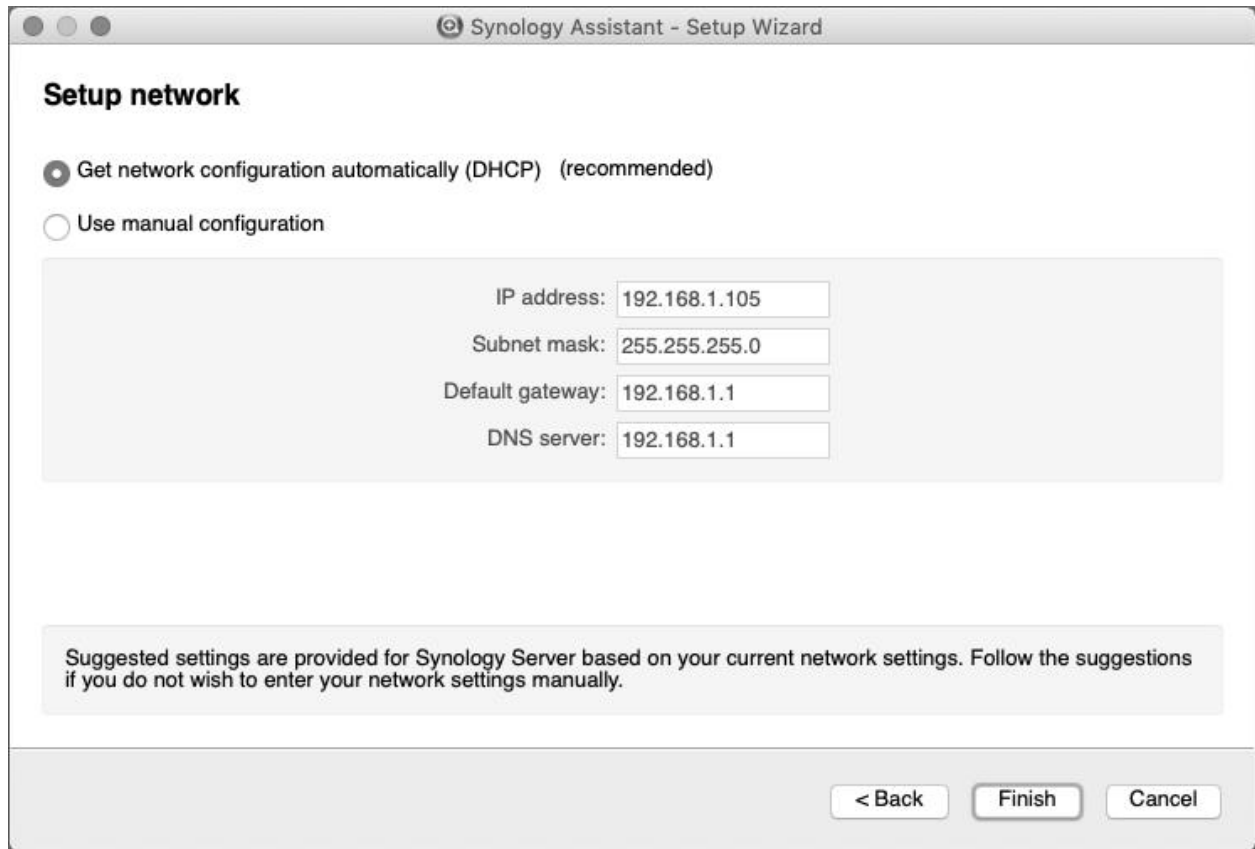 Synology Assistant - Setup Wizard
Setup network
Get network configuration automatically (DHCP) (recommended)
Use manual configuration
IP address: 192.168.1.105
Subnet mask: 255.255.255.0
Default gateway: 192.168.1.1
DNS server: 192.168.1.1
Suggested settings are provided for Synology Server based on your current network settings. Follow the suggestions
if you do not wish to enter your network settings manually.
< Back Finish Cancel